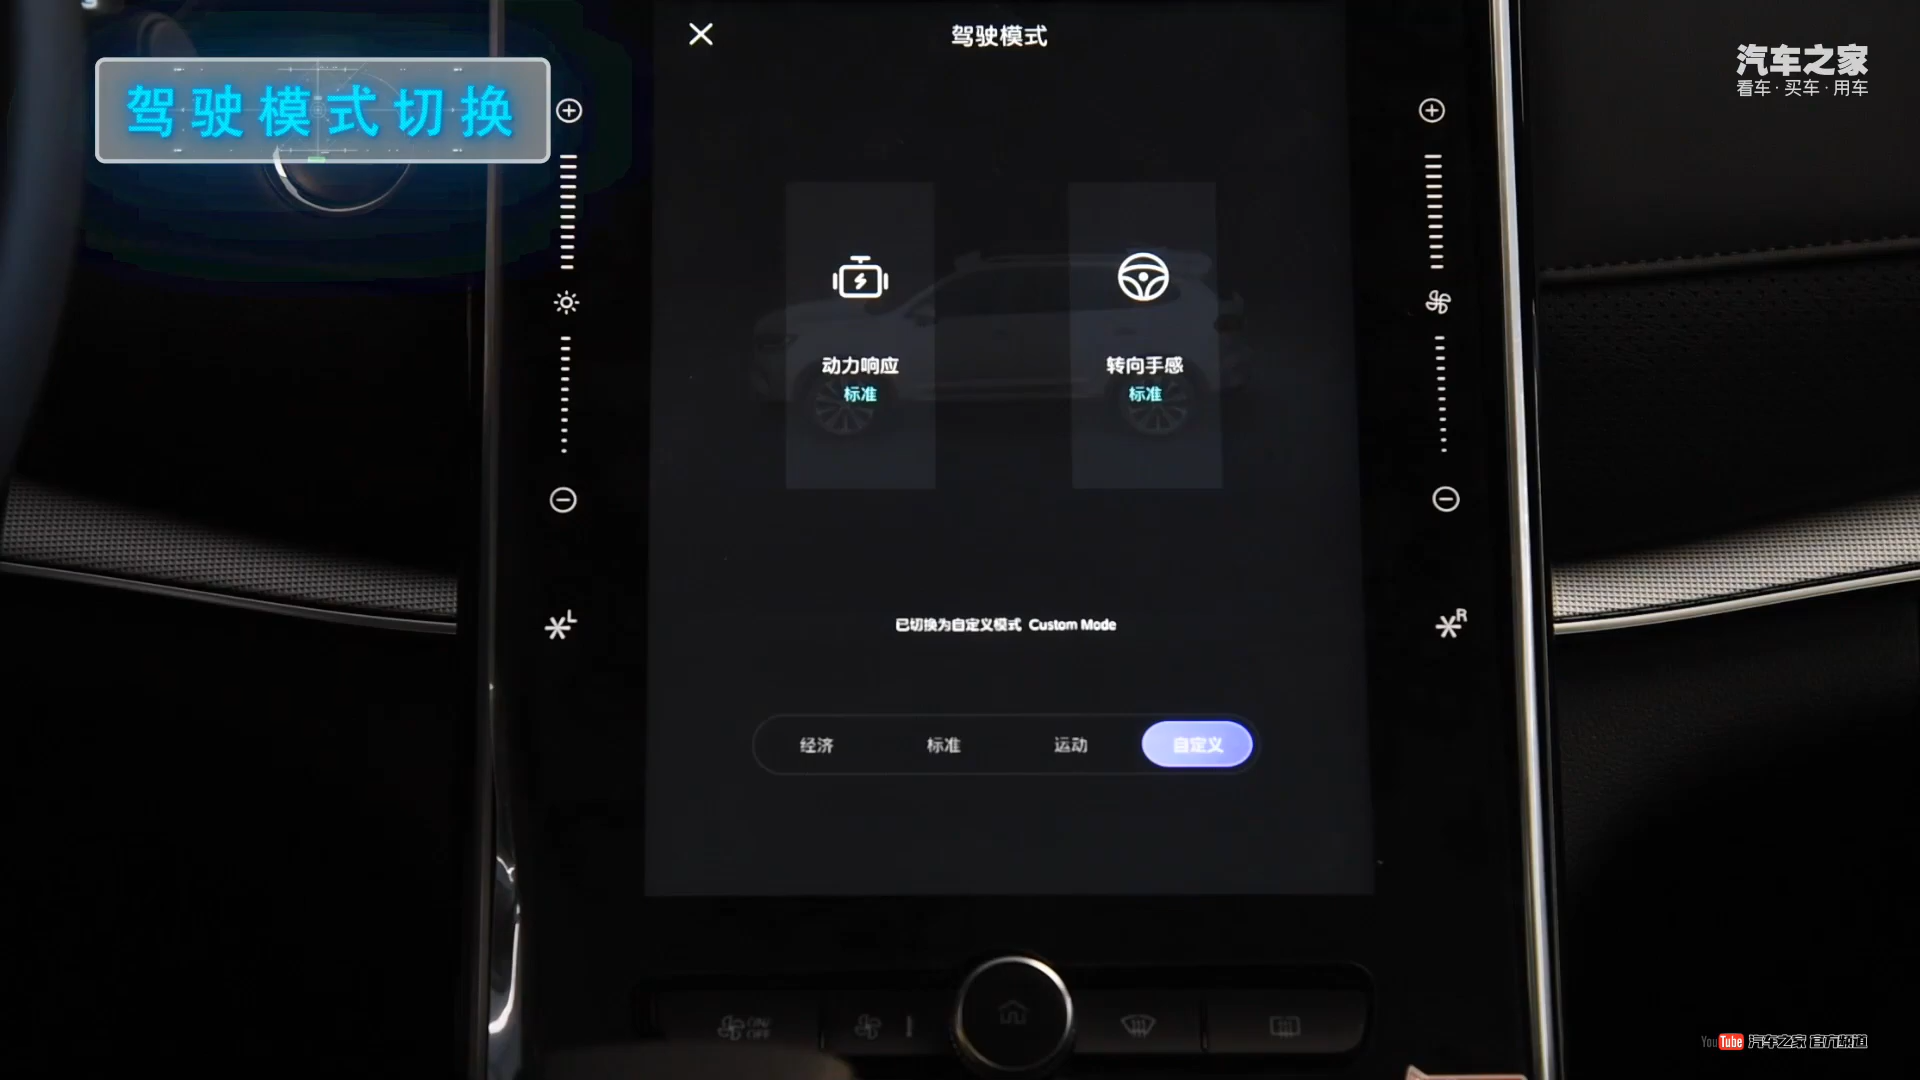 驾驶模式
驾驶模式切换
汽车之家
看车·买车·用车
动力响应
标准
转向手感
标准
L
R
已切换为自定义模式 Custom Mode
经济
标准
运动
自定义
ON/
OFF
YouTube 汽车之家 官方频道